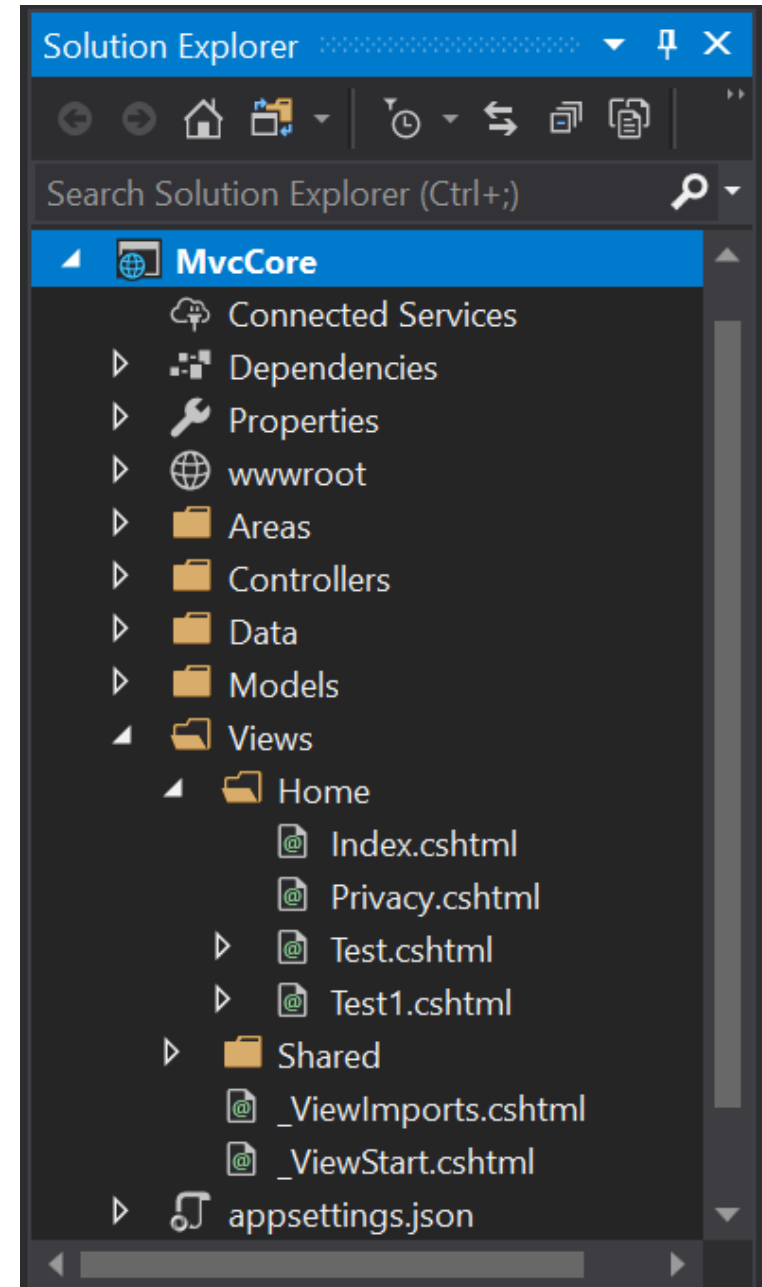 Solution Explorer
Search Solution Explorer (Ctrl+;)
MvcCore
Connected Services
Dependencies
Properties
wwwroot
Areas
Controllers
Data
Models
Views
Home
Index.cshtml
Privacy.cshtml
Test.cshtml
Test1.cshtml
Shared
_ViewImports.cshtml
_ViewStart.cshtml
appsettings.json